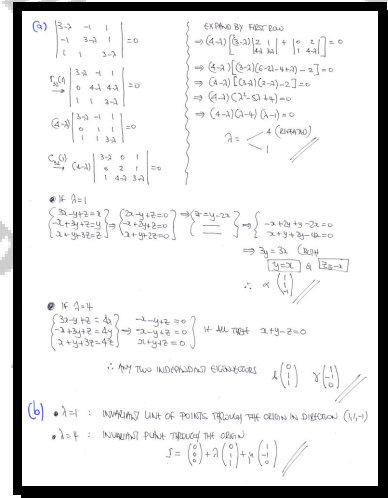 (a) | 3-λ -1 1 |
| -1 3-λ 1 | = 0
| 1 1 3-λ |
r₃₂(1) → | 3-λ -1 1 |
| 0 4-λ 4-λ | = 0
| 1 1 3-λ |
(4-λ) | 3-λ -1 1 |
| 0 1 1 | = 0
| 1 1 3-λ |
(4-λ) | 3-λ 0 1 |
| 0 2 1 | = 0
| 1 4-λ 3-λ |
EXPAND BY FIRST ROW
⇒ (4-λ)[(3-λ)| 2 1 | + | 0 2 |] = 0
| 4-λ 3-λ | | 1 4-λ |
⇒ (4-λ)[(3-λ)(6-2λ-4+λ) - 2] = 0
⇒ (4-λ)[(3-λ)(2-λ) - 2] = 0
⇒ (4-λ)(λ²-5λ+4) = 0
⇒ (4-λ)(λ-4)(λ-1) = 0
λ = < 4 (REPEATED)
1
● IF λ=1
{ 3x-y+z=x } ⇒ { 2x-y+z=0 } ⇒ { z=y-2x } ⇒ { -x+2y+y-2x=0
{ -x+3y+z=y } { -x+2y+z=0 } { x+y+2y-4x=0
{ x+y+3z=z } { x+y+2z=0 }
⇒ 3y=3x (BOTH)
y=x & z=-x
∴ α (1 1 -1)
● IF λ=4
{ 3x-y+z=4x } ⇒ -x-y+z=0 }
{ -x+3y+z=4y } -x-y+z=0 } IE ALL THREE x+y-z=0
{ x+y+3z=4z } x+y-z=0 }
∴ ANY TWO INDEPENDENT EIGENVECTORS (0 1 1) γ (1 -1 0)
(b) ● λ=1 : INVARIANT LINE OF POINTS THROUGH THE ORIGIN IN DIRECTION (1,1,-1)
● λ=4 : INVARIANT PLANE THROUGH THE ORIGIN
r = (0 0 0) + λ (0 1 1) + μ (1 -1 0)